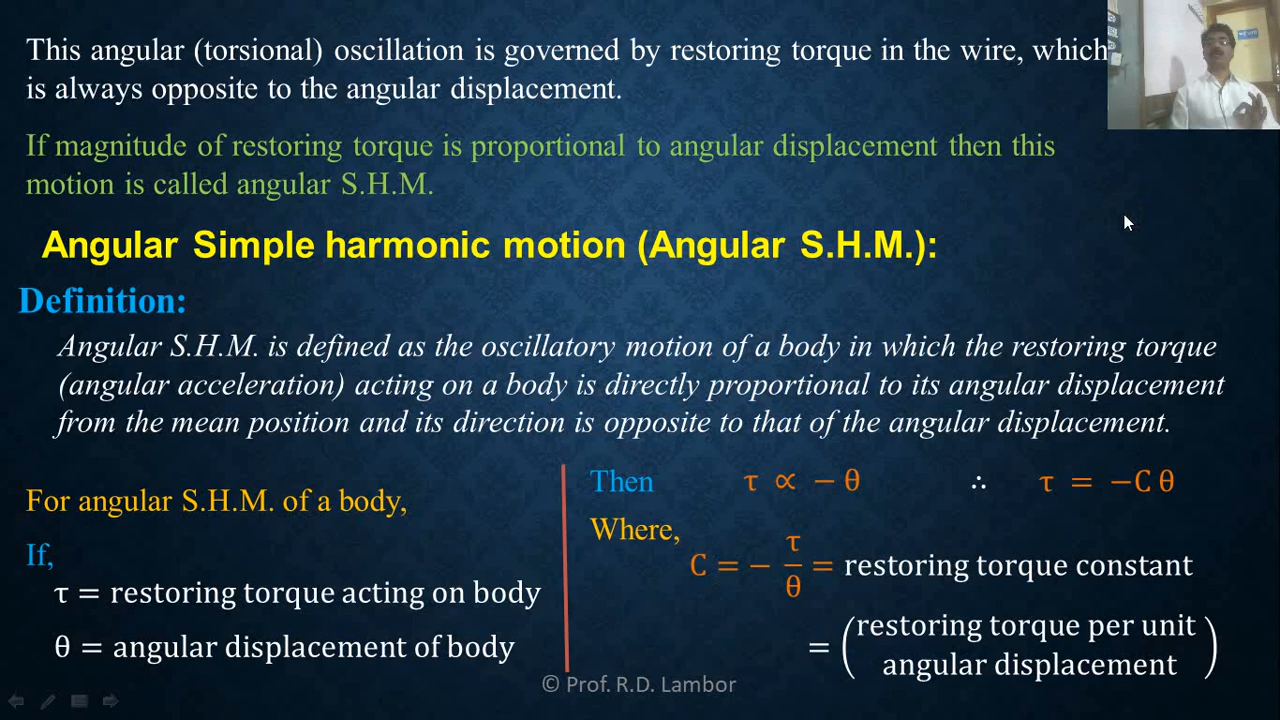 This angular (torsional) oscillation is governed by restoring torque in the wire, which
is always opposite to the angular displacement.
If magnitude of restoring torque is proportional to angular displacement then this
motion is called angular S.H.M.
Angular Simple harmonic motion (Angular S.H.M.):
Definition:
Angular S.H.M. is defined as the oscillatory motion of a body in which the restoring torque
(angular acceleration) acting on a body is directly proportional to its angular displacement
from the mean position and its direction is opposite to that of the angular displacement.
For angular S.H.M. of a body,
If,
τ = restoring torque acting on body
θ = angular displacement of body
Then τ ∝ − θ ∴ τ = −C θ
Where,
C = − τ/θ = restoring torque constant
= (restoring torque per unit
angular displacement)
© Prof. R.D. Lambor